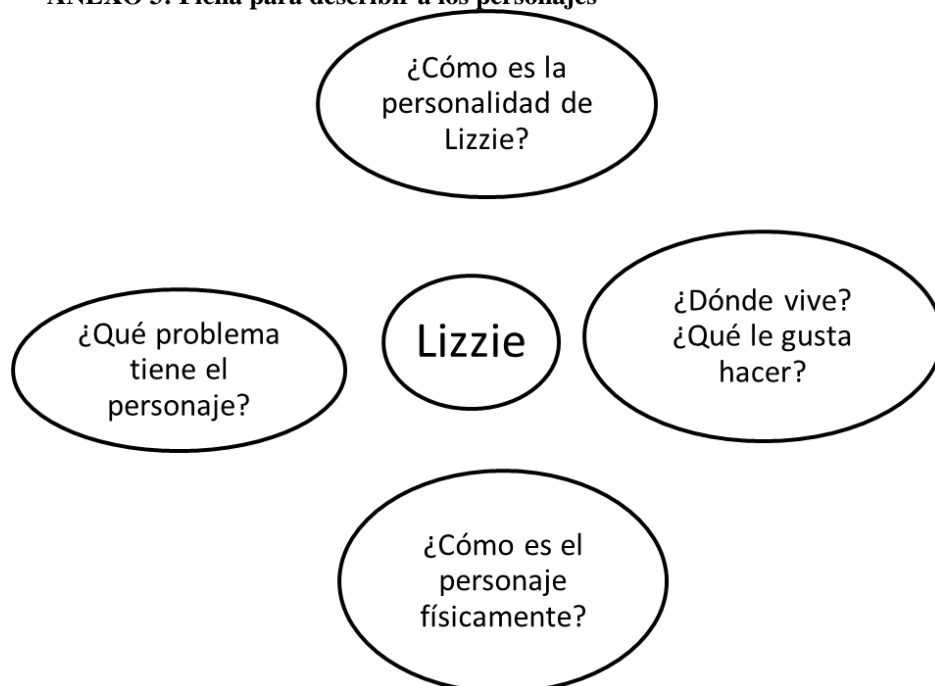 ANEXO 3: Ficha para describir a los personajes
¿Cómo es la
personalidad de
Lizzie?
¿Qué problema
tiene el
personaje?
Lizzie
¿Dónde vive?
¿Qué le gusta
hacer?
¿Cómo es el
personaje
físicamente?